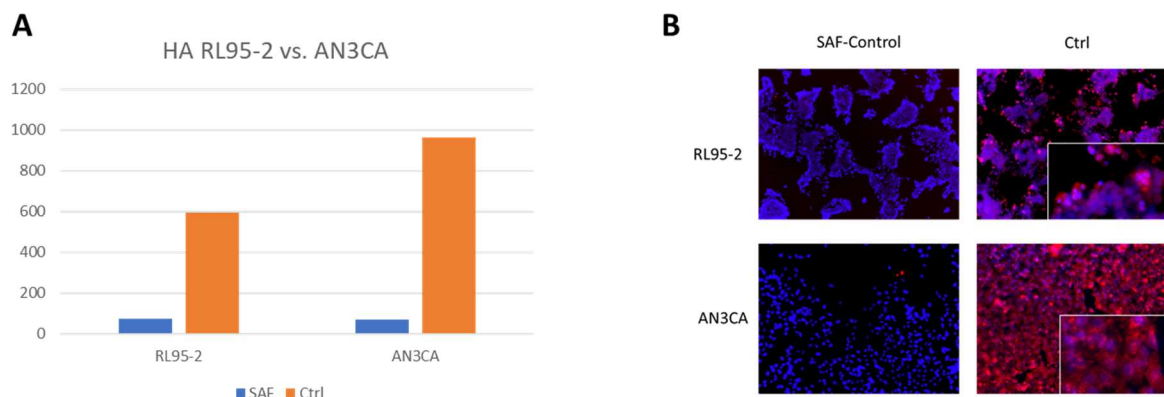 A
HA RL95-2 vs. AN3CA
1200
1000
800
600
400
200
0
RL95-2 AN3CA
SAF Ctrl
B
SAF-Control Ctrl
RL95-2
AN3CA